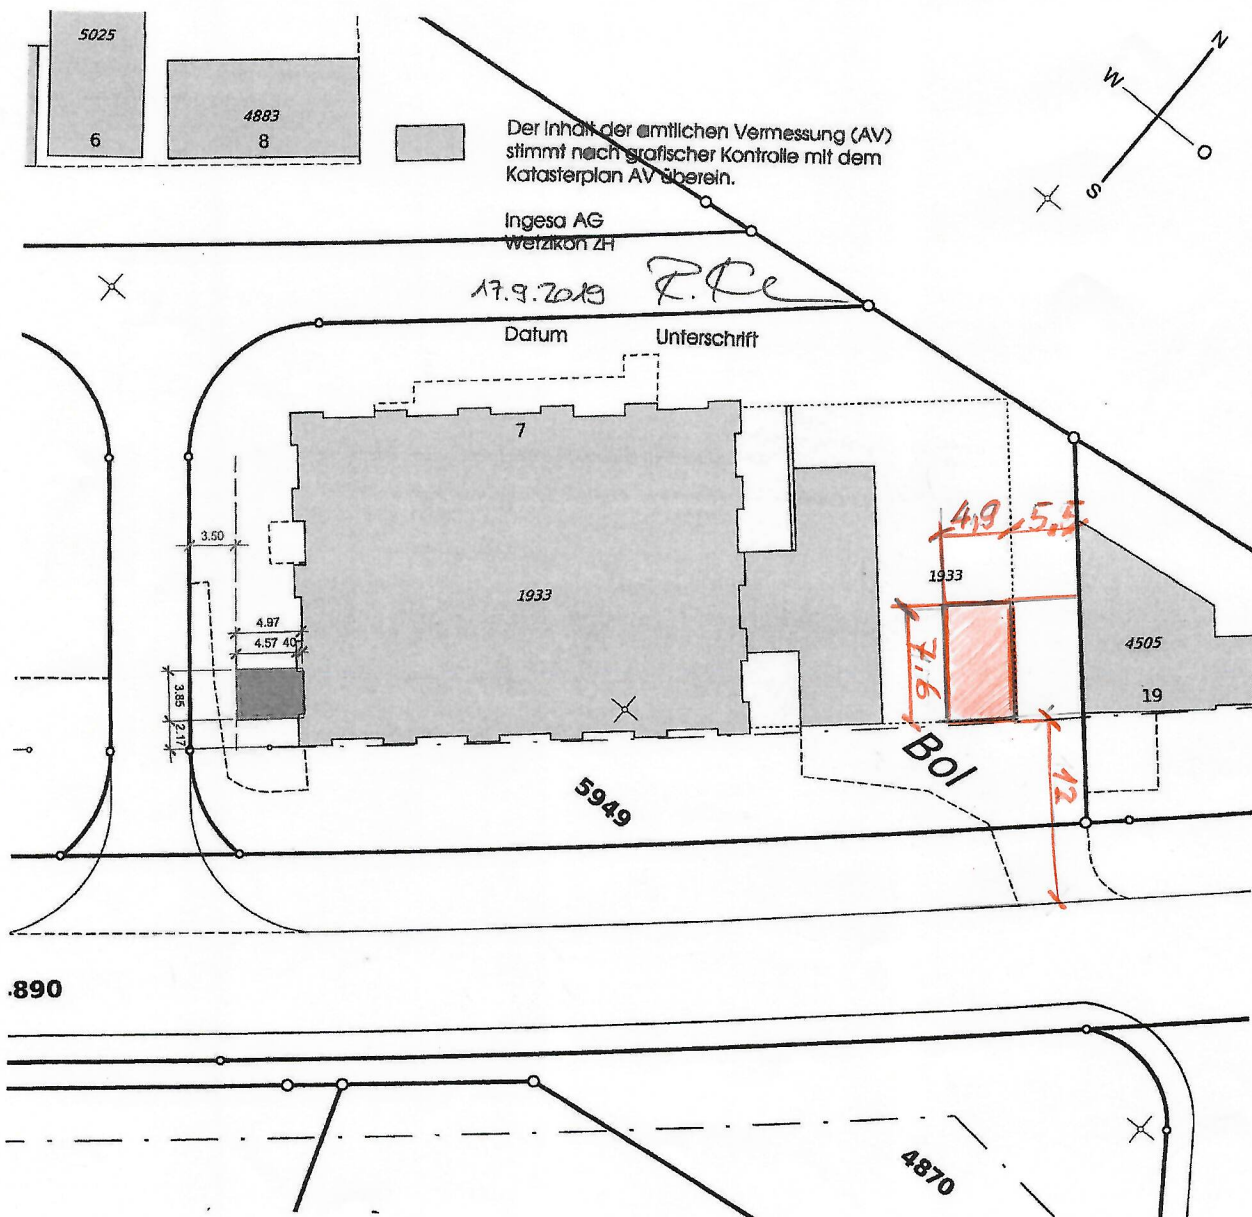 5025
6
4883
8
Der Inhalt der amtlichen Vermessung (AV)
stimmt nach grafischer Kontrolle mit dem
Katasterplan AV überein.
Ingesa AG
Wetzikon ZH
17.9.2019
Datum
Unterschrift
N
W
O
S
7
3.50
4,9
5,5
1933
1933
4.97
4.57
40
3.85
2.17
7,6
4505
19
Bol
12
5949
.890
4870